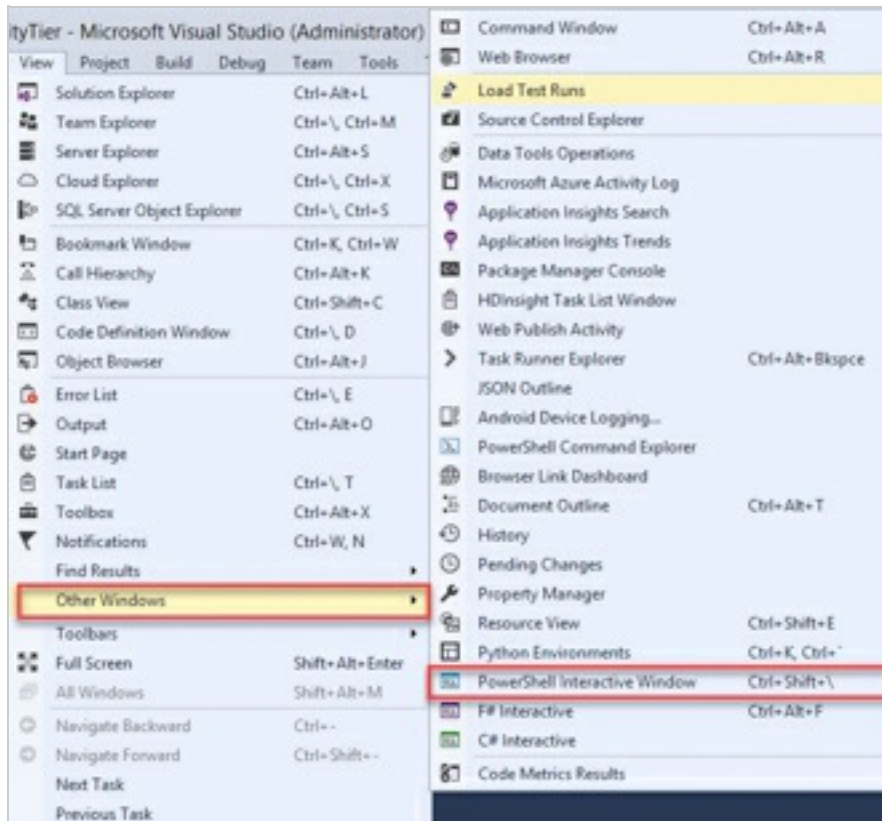 ityTier - Microsoft Visual Studio (Administrator)
View Project Build Debug Team Tools
Solution Explorer Ctrl+Alt+L
Team Explorer Ctrl+\, Ctrl+M
Server Explorer Ctrl+Alt+S
Cloud Explorer Ctrl+\, Ctrl+X
SQL Server Object Explorer Ctrl+\, Ctrl+S
Bookmark Window Ctrl+K, Ctrl+W
Call Hierarchy Ctrl+Alt+K
Class View Ctrl+Shift+C
Code Definition Window Ctrl+\, D
Object Browser Ctrl+Alt+J
Error List Ctrl+\, E
Output Ctrl+Alt+O
Start Page
Task List Ctrl+\, T
Toolbox Ctrl+Alt+X
Notifications Ctrl+W, N
Find Results
Other Windows
Toolbars
Full Screen Shift+Alt+Enter
All Windows Shift+Alt+M
Navigate Backward Ctrl+-
Navigate Forward Ctrl+Shift+-
Next Task
Previous Task
Command Window Ctrl+Alt+A
Web Browser Ctrl+Alt+R
Load Test Runs
Source Control Explorer
Data Tools Operations
Microsoft Azure Activity Log
Application Insights Search
Application Insights Trends
Package Manager Console
HDInsight Task List Window
Web Publish Activity
Task Runner Explorer Ctrl+Alt+Bkspce
JSON Outline
Android Device Logging...
PowerShell Command Explorer
Browser Link Dashboard
Document Outline Ctrl+Alt+T
History
Pending Changes
Property Manager
Resource View Ctrl+Shift+E
Python Environments Ctrl+K, Ctrl+`
PowerShell Interactive Window Ctrl+Shift+\
F# Interactive Ctrl+Alt+F
C# Interactive
Code Metrics Results